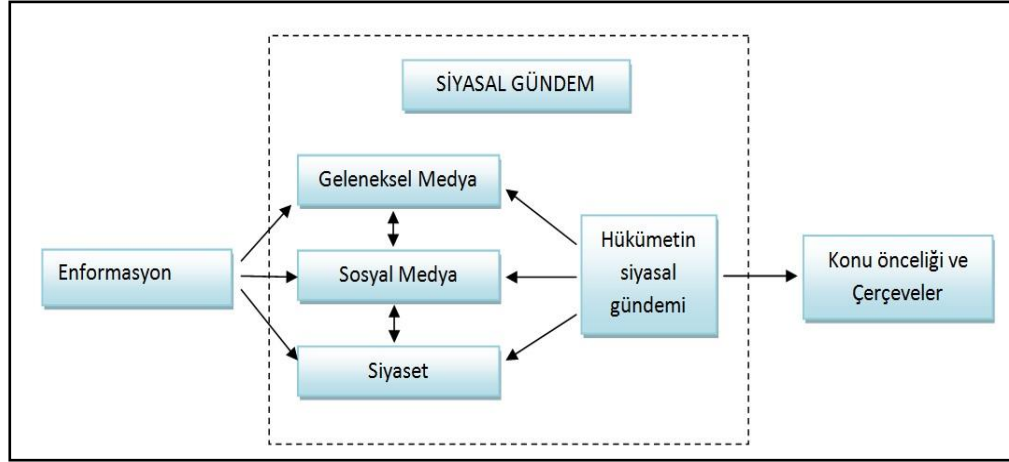 SİYASAL GÜNDEM
Geleneksel Medya
Enformasyon
Sosyal Medya
Siyaset
Hükümetin
siyasal
gündemi
Konu önceliği ve
Çerçeveler